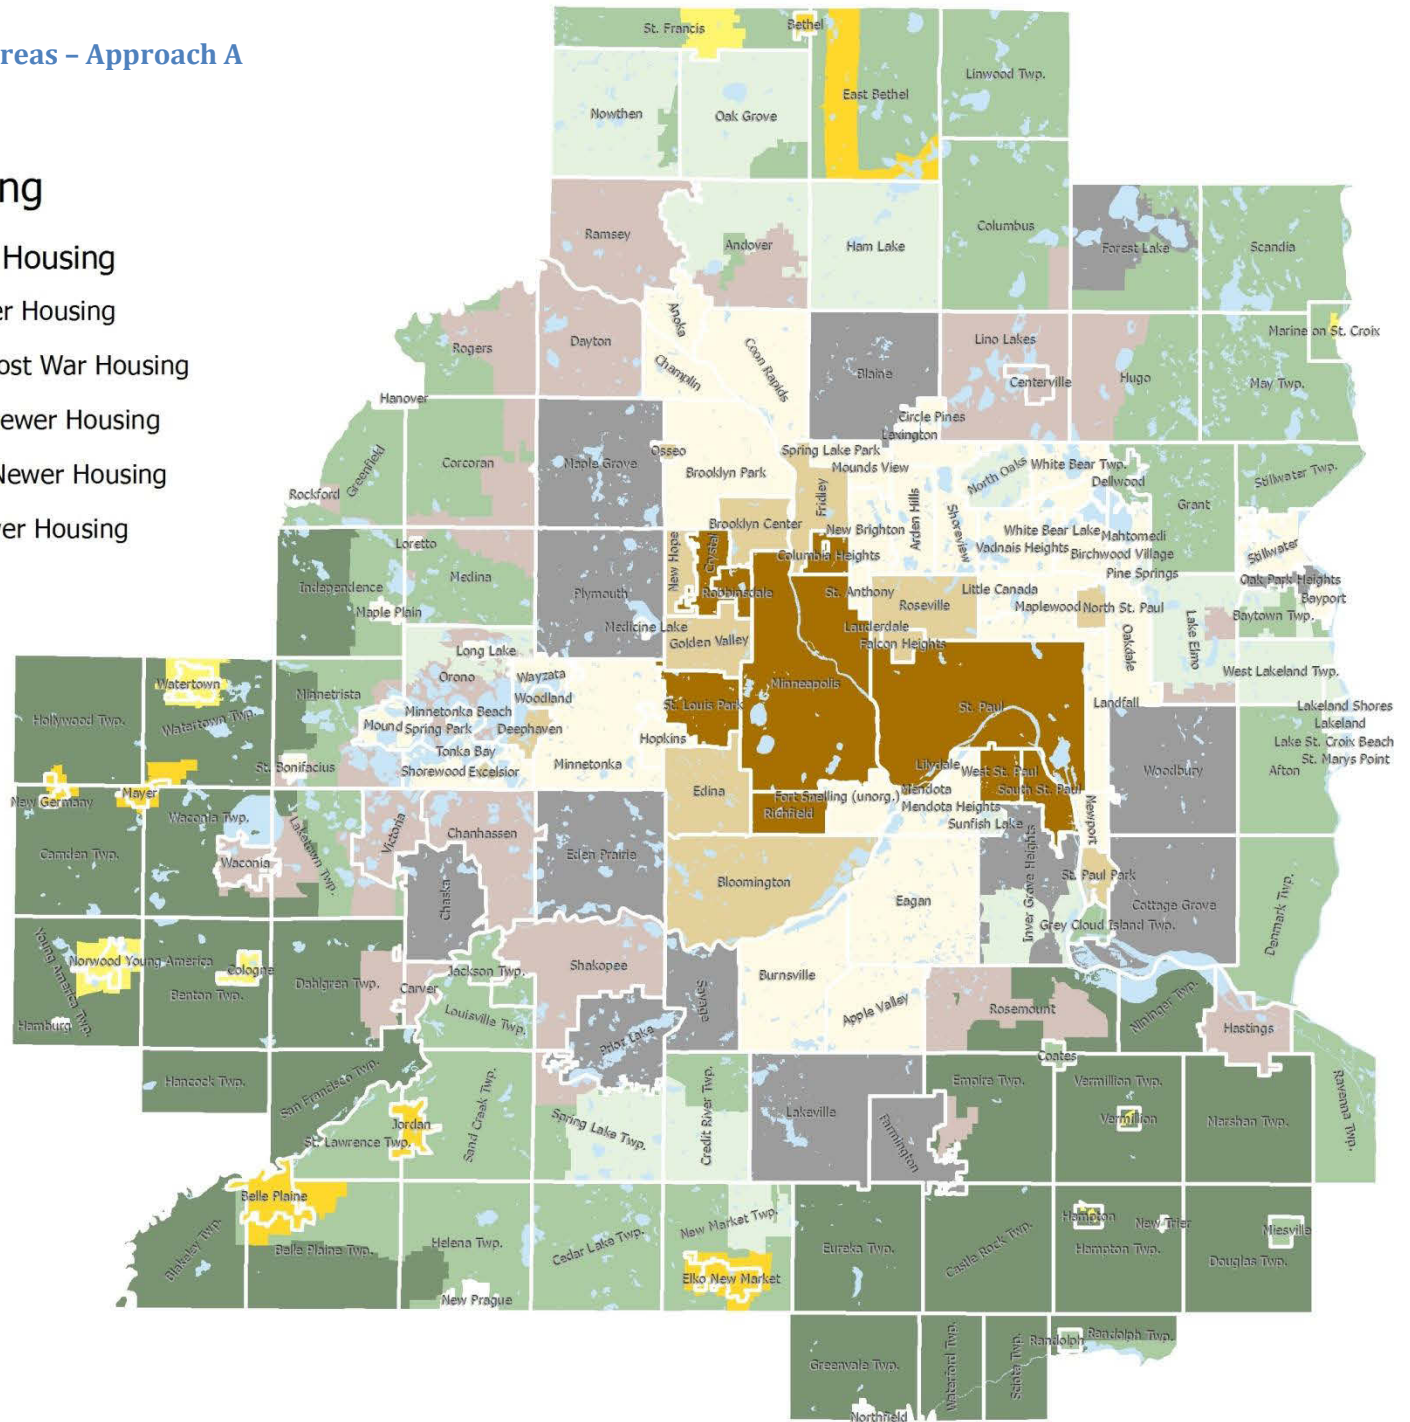 reas – Approach A
St. Francis
Bethel
Linwood Twp.
East Bethel
Nowthen
Oak Grove
ng
Housing
er Housing
ost War Housing
ewer Housing
Newer Housing
wer Housing
Ramsey
Andover
Ham Lake
Columbus
Forest Lake
Scandia
Anoka
Marine on St. Croix
Rogers
Dayton
Coon Rapids
Lino Lakes
Champlin
Blaine
Centerville
Hugo
May Twp.
Hanover
Circle Pines
Lexington
Osseo
Spring Lake Park
Corcoran
Maple Grove
Brooklyn Park
Mounds View
North Oaks
White Bear Twp.
Dellwood
Stillwater Twp.
Greenfield
Rockford
Fridley
Arden Hills
Shoreview
Grant
Brooklyn Center
New Brighton
White Bear Lake
Mahtomedi
Loretto
New Hope
Crystal
Columbia Heights
Vadnais Heights
Birchwood Village
Stillwater
Independence
Medina
Pine Springs
Oak Park Heights
Plymouth
Robbinsdale
St. Anthony
Little Canada
Bayport
Maple Plain
Roseville
Maplewood
North St. Paul
Baytown Twp.
Medicine Lake
Golden Valley
Lauderdale
Falcon Heights
Oakdale
Lake Elmo
Long Lake
Orono
Wayzata
West Lakeland Twp.
Watertown
Minnetrista
Woodland
Minneapolis
Hollywood Twp.
Watertown Twp.
Minnetonka Beach
St. Louis Park
St. Paul
Landfall
Lakeland Shores
Mound
Spring Park
Deephaven
Hopkins
Lakeland
Tonka Bay
Lake St. Croix Beach
St. Bonifacius
Shorewood
Excelsior
Minnetonka
Lilydale
West St. Paul
Woodbury
Afton
St. Marys Point
New Germany
Mayer
Edina
Fort Snelling (unorg.)
Mendota
South St. Paul
Waconia Twp.
Richfield
Mendota Heights
Sunfish Lake
Newport
Laketown Twp.
Victoria
Chanhassen
Camden Twp.
Waconia
Eden Prairie
Inver Grove Heights
St. Paul Park
Bloomington
Chaska
Eagan
Cottage Grove
Denmark Twp.
Grey Cloud Island Twp.
Young America Twp.
Norwood Young America
Cologne
Jackson Twp.
Shakopee
Burnsville
Benton Twp.
Dahlgren Twp.
Carver
Savage
Apple Valley
Rosemount
Nininger Twp.
Hamburg
Louisville Twp.
Prior Lake
Hastings
Coates
Hancock Twp.
San Francisco Twp.
Empire Twp.
Vermillion Twp.
Ravenna Twp.
Sand Creek Twp.
Spring Lake Twp.
Credit River Twp.
Lakeville
Farmington
Jordan
Vermillion
Marshan Twp.
St. Lawrence Twp.
Belle Plaine
New Market Twp.
Hampton
New Trier
Miesville
Blakeley Twp.
Belle Plaine Twp.
Helena Twp.
Cedar Lake Twp.
Eureka Twp.
Castle Rock Twp.
Hampton Twp.
Douglas Twp.
Elko New Market
New Prague
Greenvale Twp.
Waterford Twp.
Sciota Twp.
Randolph
Randolph Twp.
Northfield